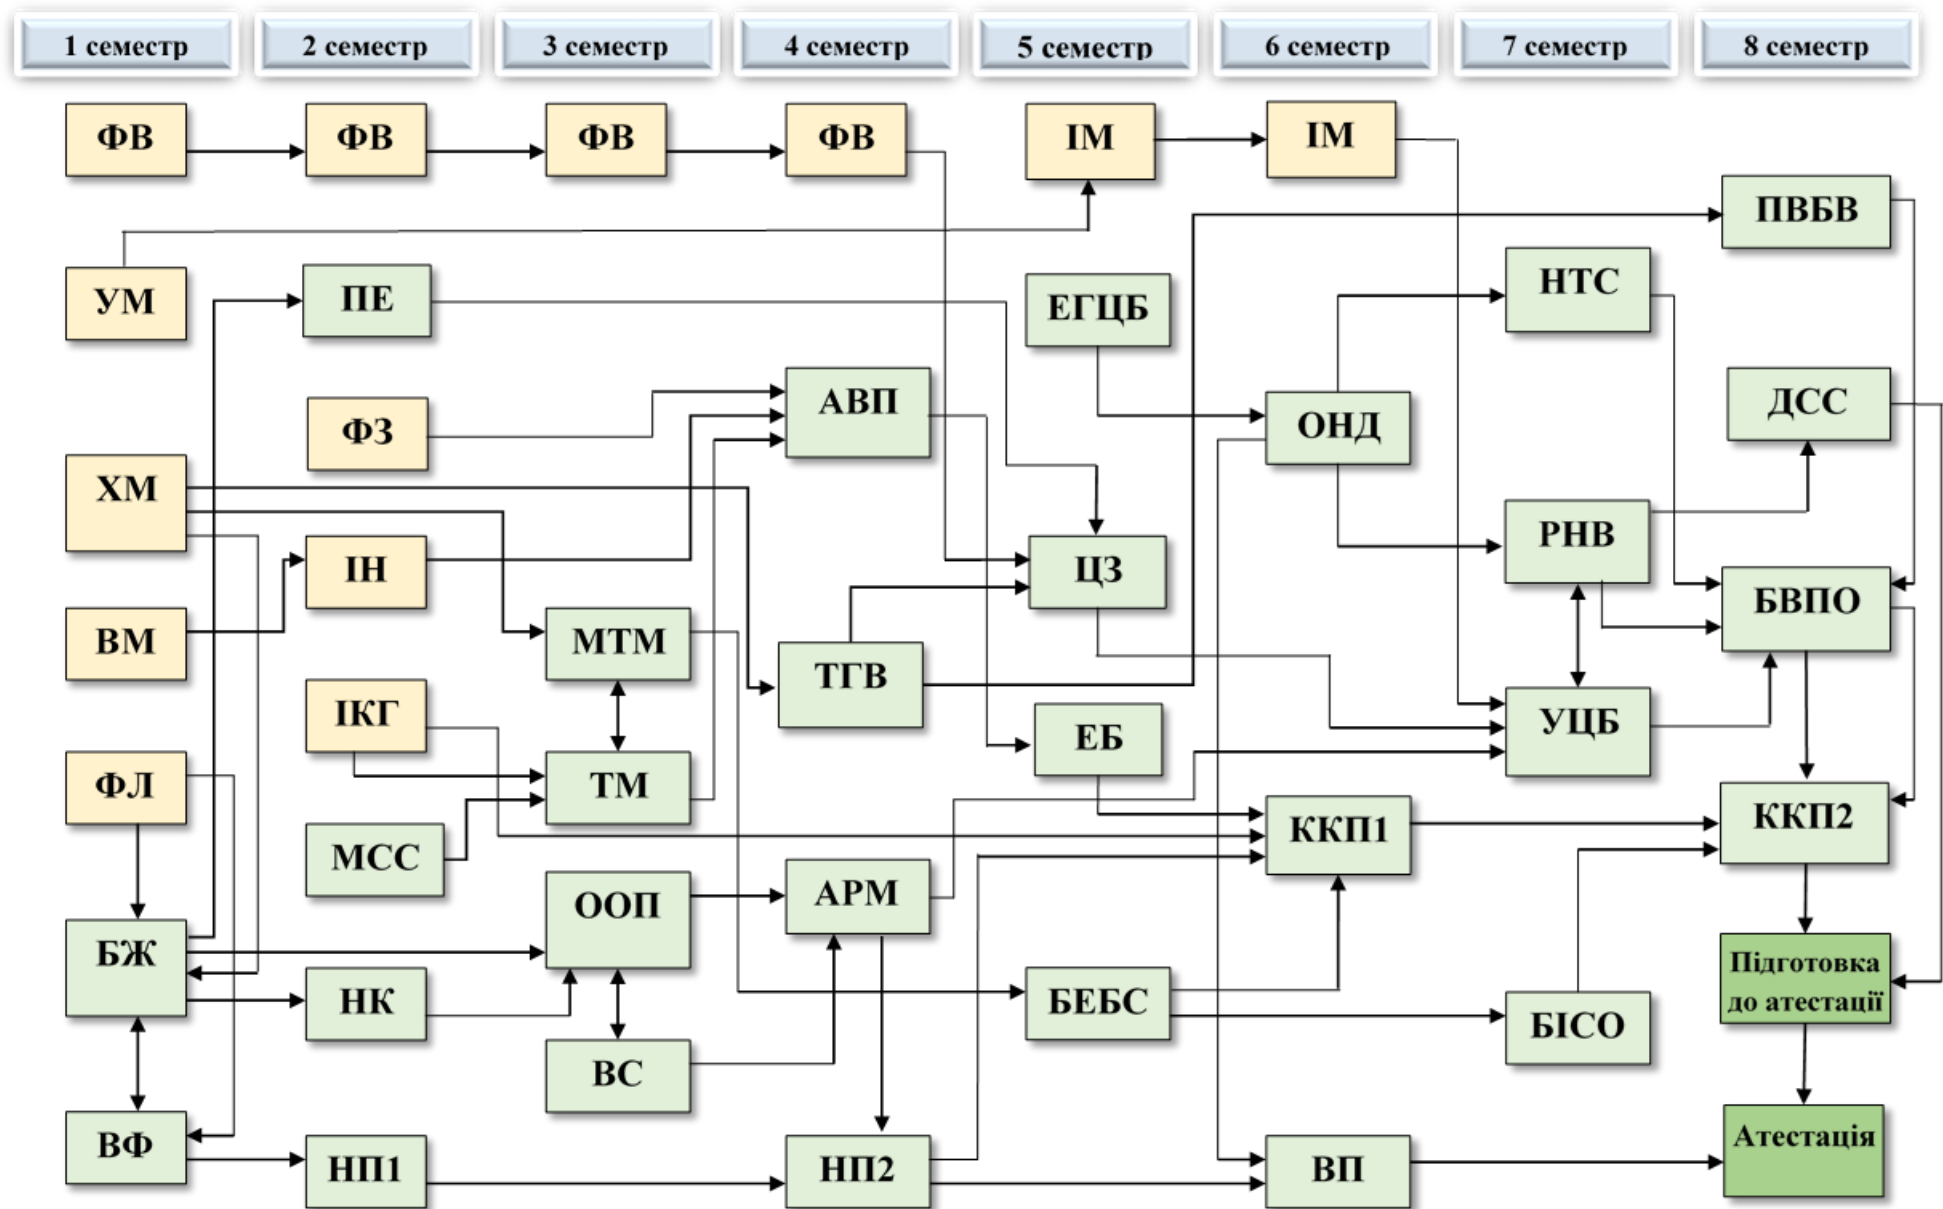 1 семестр
2 семестр
3 семестр
4 семестр
5 семестр
6 семестр
7 семестр
8 семестр
ФВ
ФВ
ФВ
ФВ
ІМ
ІМ
ПВБВ
УМ
ПЕ
ЕГЦБ
НТС
ФЗ
АВП
ОНД
ДСС
ХМ
ІН
ЦЗ
РНВ
БВПО
ВМ
МТМ
ТГВ
ІКГ
ЕБ
УЦБ
ФЛ
ТМ
ККП1
ККП2
МСС
ООП
АРМ
БЖ
НК
БЕБС
БІСО
Підготовка
до атестації
ВС
ВФ
НП1
НП2
ВП
Атестація